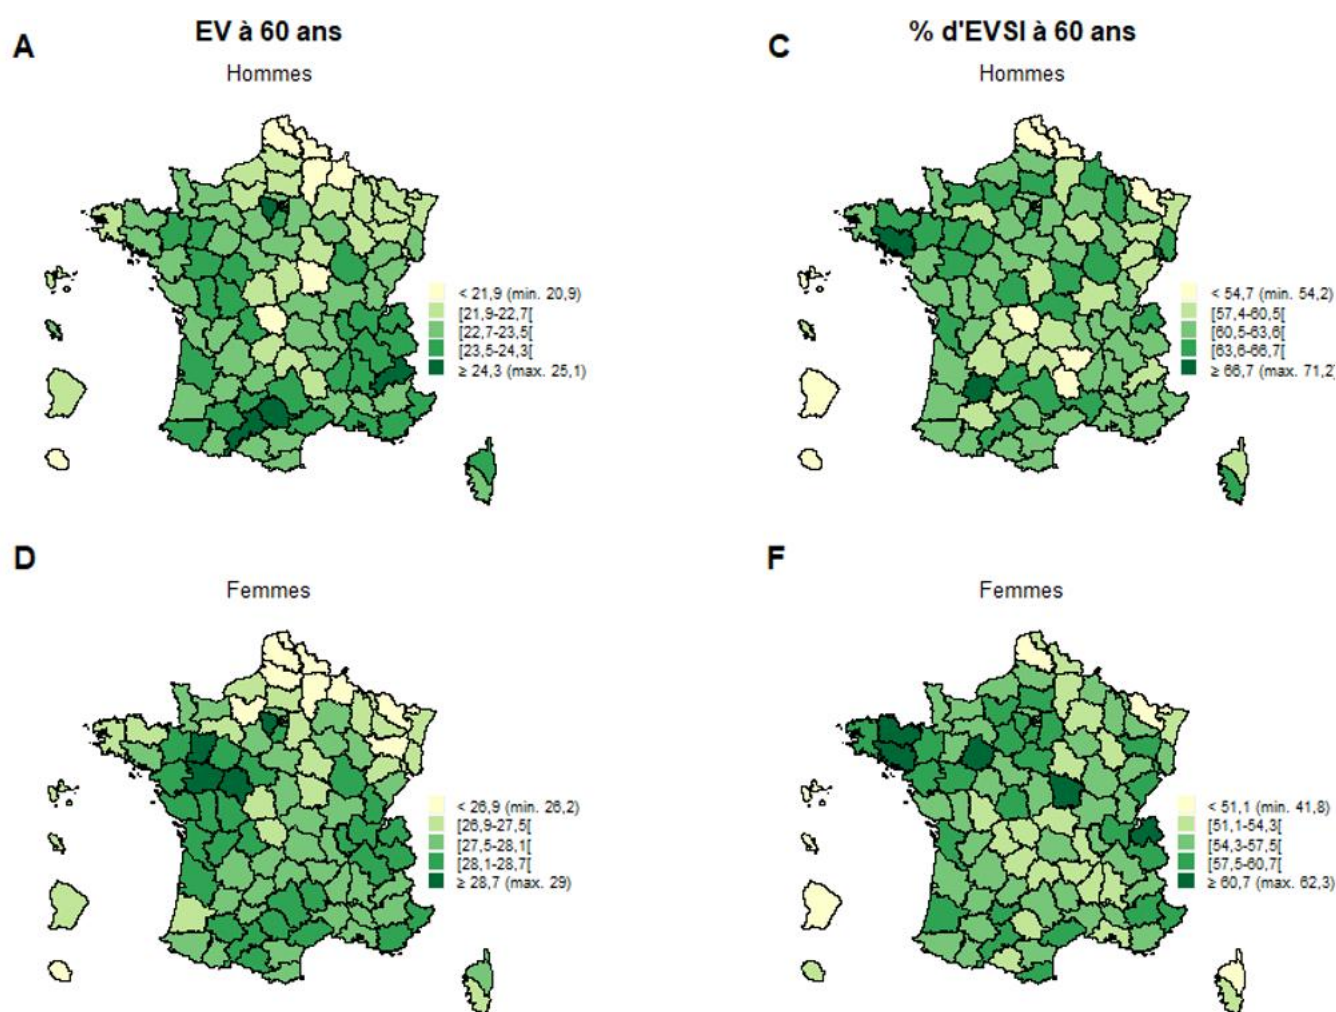 A
EV à 60 ans
Hommes
< 21,9 (min. 20,9)
[21,9-22,7[
[22,7-23,5[
[23,5-24,3[
≥ 24,3 (max. 25,1)
C
% d'EVSI à 60 ans
Hommes
< 54,7 (min. 54,2)
[57,4-60,5[
[60,5-63,6[
[63,6-66,7[
≥ 66,7 (max. 71,2)
D
Femmes
< 26,9 (min. 26,2)
[26,9-27,5[
[27,5-28,1[
[28,1-28,7[
≥ 28,7 (max. 29)
F
Femmes
< 51,1 (min. 41,8)
[51,1-54,3[
[54,3-57,5[
[57,5-60,7[
≥ 60,7 (max. 62,3)